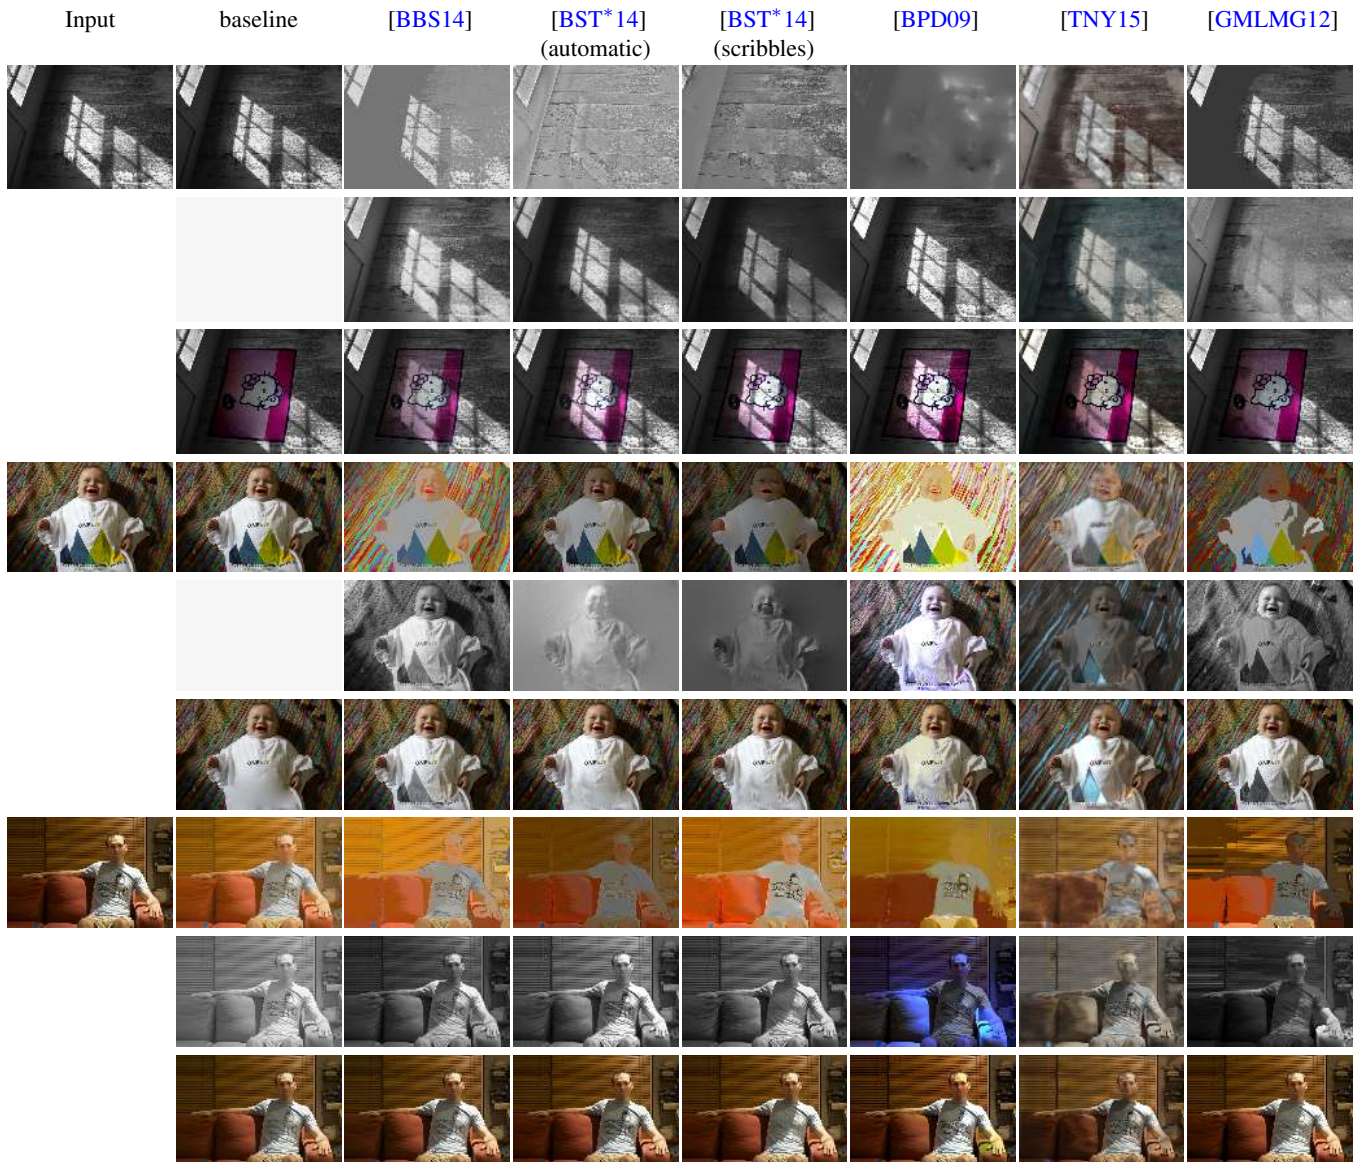 Input baseline [BBS14] [BST*14] [BST*14] [BPD09] [TNY15] [GMLMG12]
(automatic) (scribbles)